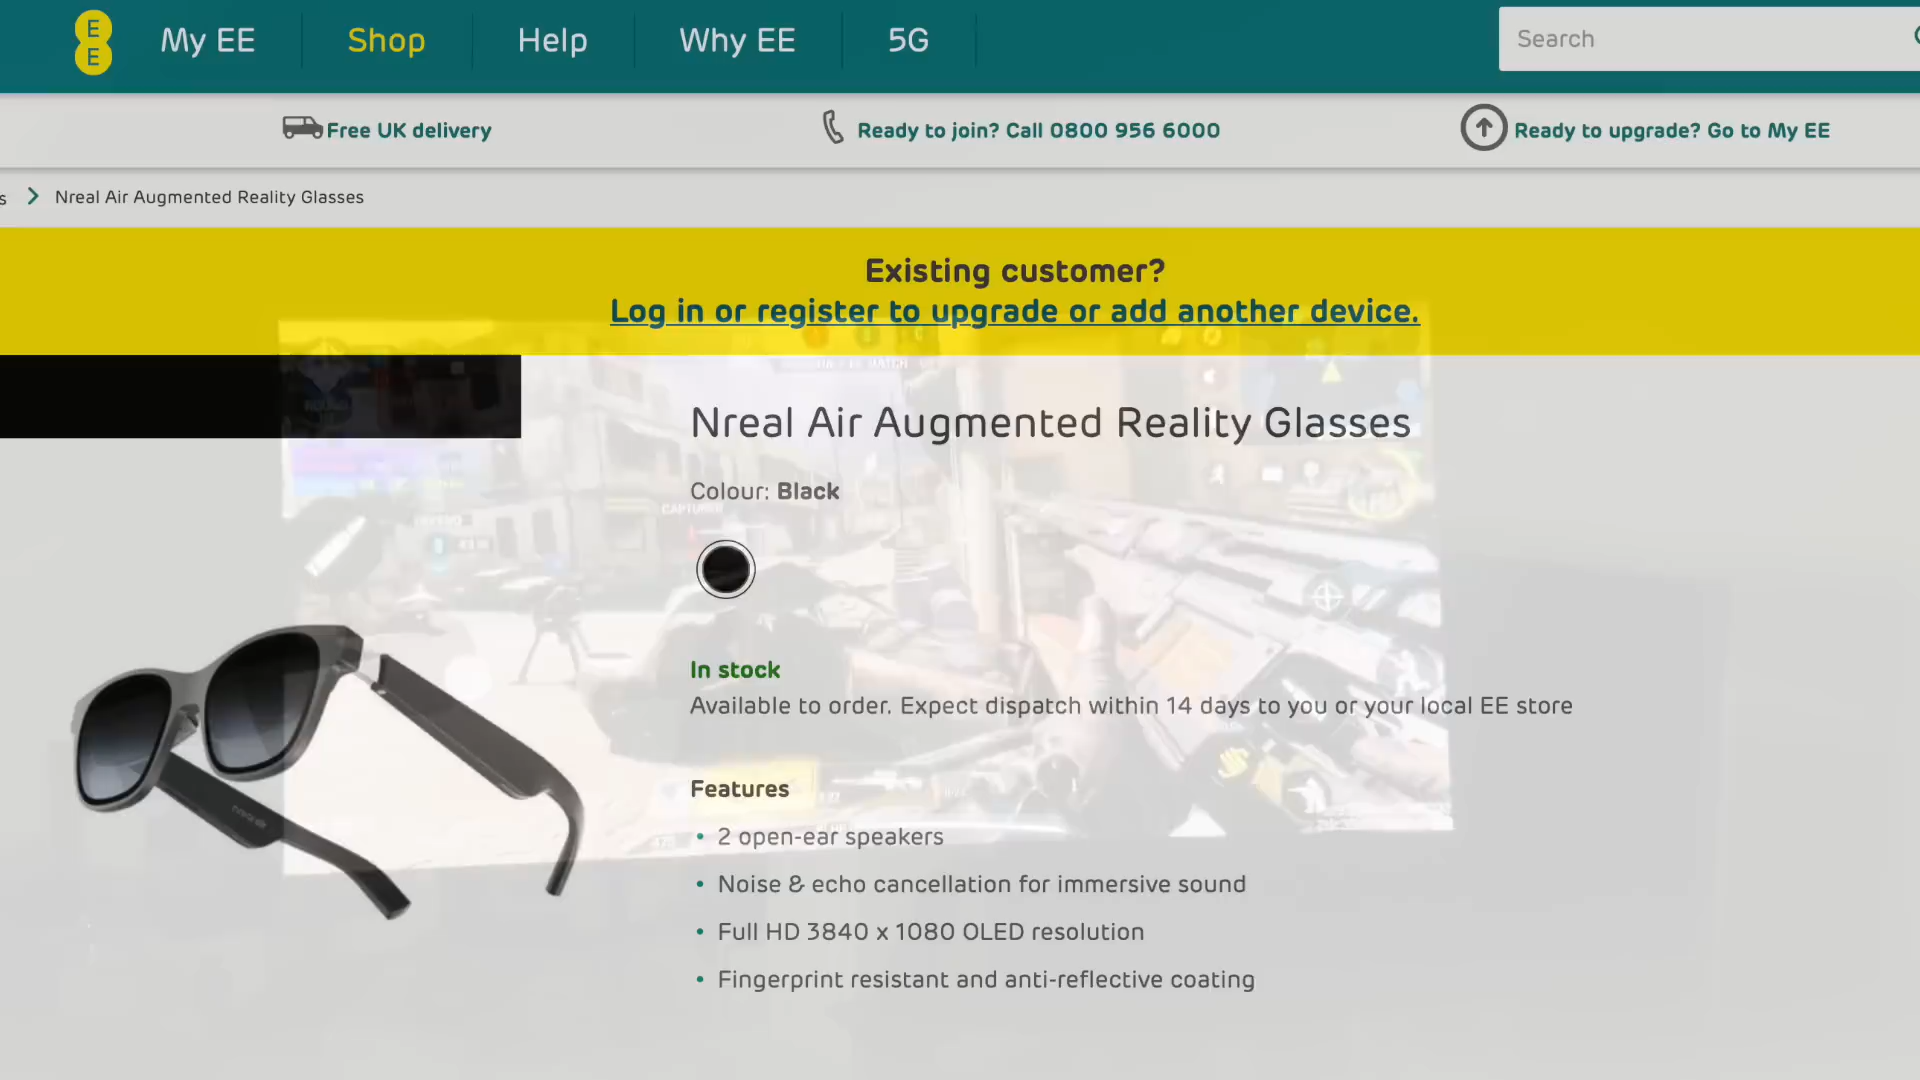 E
E
My EE
Shop
Help
Why EE
5G
Search
Free UK delivery
Ready to join? Call 0800 956 6000
Ready to upgrade? Go to My EE
s
Nreal Air Augmented Reality Glasses
Existing customer?
Log in or register to upgrade or add another device.
Nreal Air Augmented Reality Glasses
Colour: Black
In stock
Available to order. Expect dispatch within 14 days to you or your local EE store
Features
• 2 open-ear speakers
• Noise & echo cancellation for immersive sound
• Full HD 3840 x 1080 OLED resolution
• Fingerprint resistant and anti-reflective coating